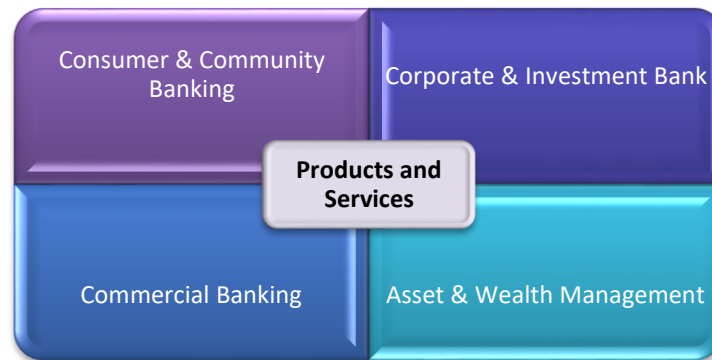 Consumer & Community
Banking
Corporate & Investment Bank
Products and
Services
Commercial Banking
Asset & Wealth Management